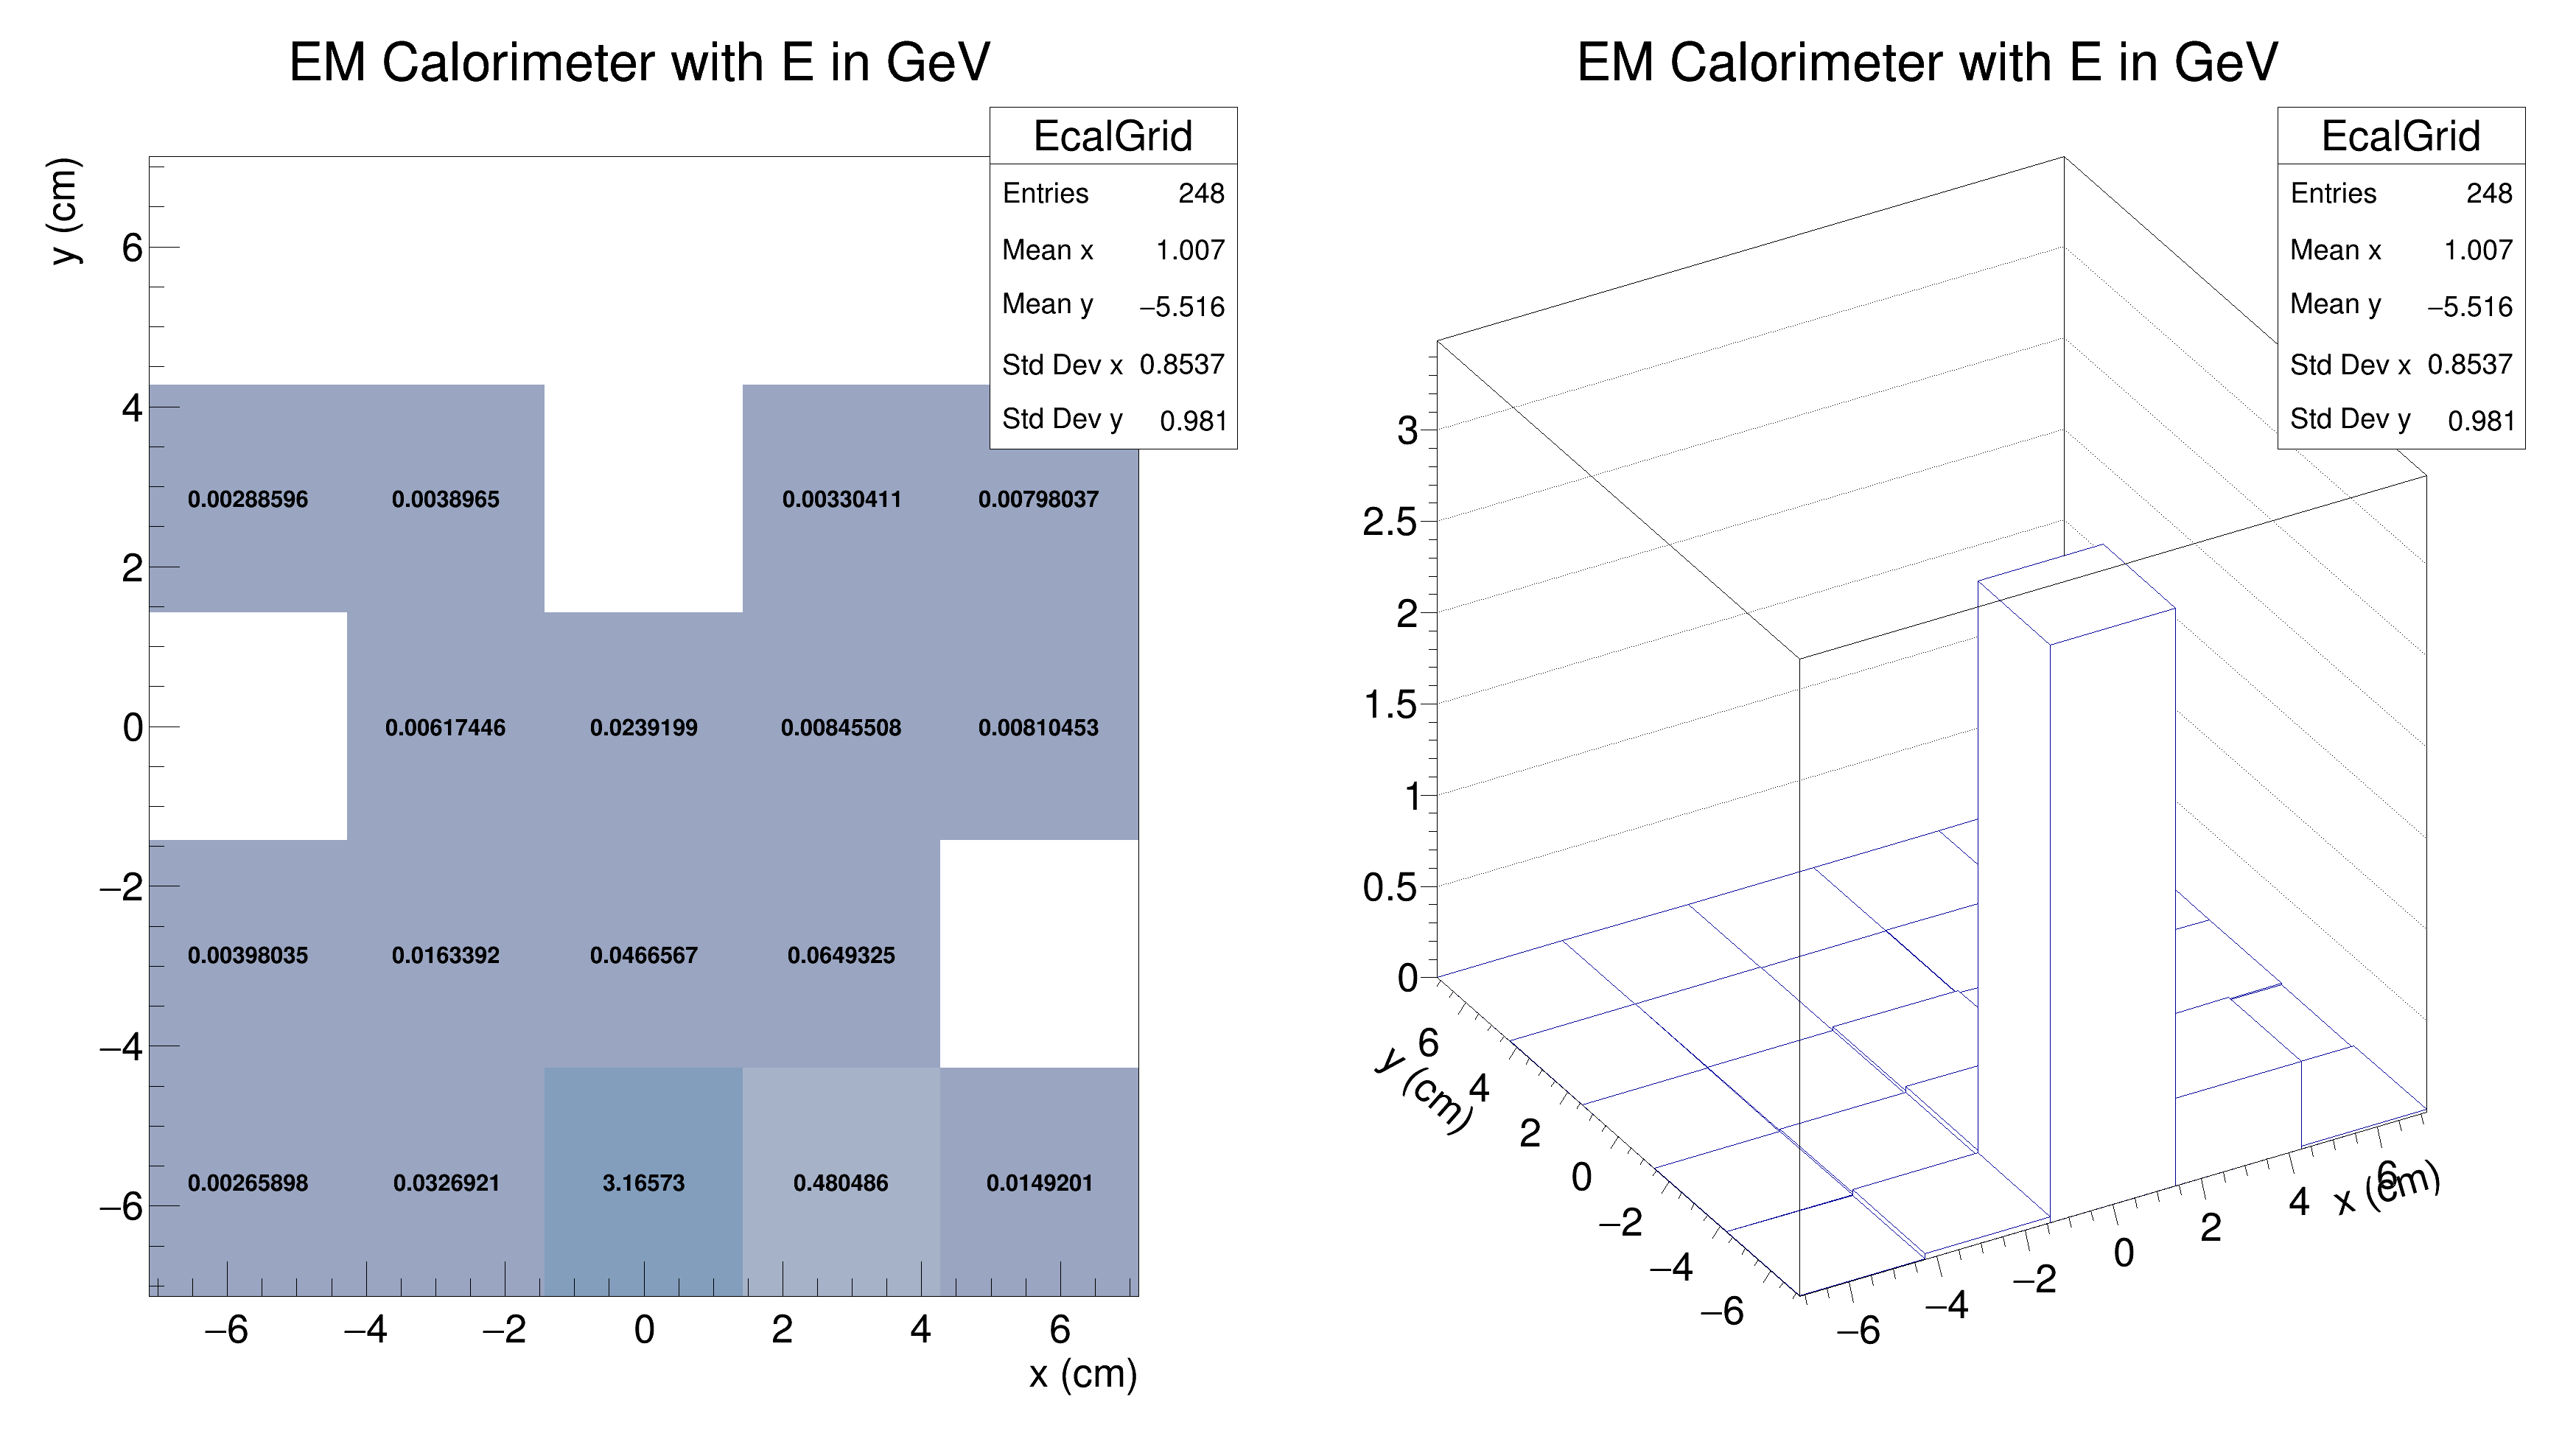 EM Calorimeter with E in GeV
EcalGrid
Entries 248
Mean x 1.007
Mean y −5.516
Std Dev x 0.8537
Std Dev y 0.981
y (cm)
6
4
2
0
−2
−4
−6
0.00288596 0.0038965 0.00330411 0.00798037
0.00617446 0.0239199 0.00845508 0.00810453
0.00398035 0.0163392 0.0466567 0.0649325
0.00265898 0.0326921 3.16573 0.480486 0.0149201
−6 −4 −2 0 2 4 6
x (cm)
EM Calorimeter with E in GeV
EcalGrid
Entries 248
Mean x 1.007
Mean y −5.516
Std Dev x 0.8537
Std Dev y 0.981
3
2.5
2
1.5
1
0.5
0
y (cm)
6
4
2
0
−2
−4
−6
−6 −4 −2 0 2 4 6
x (cm)